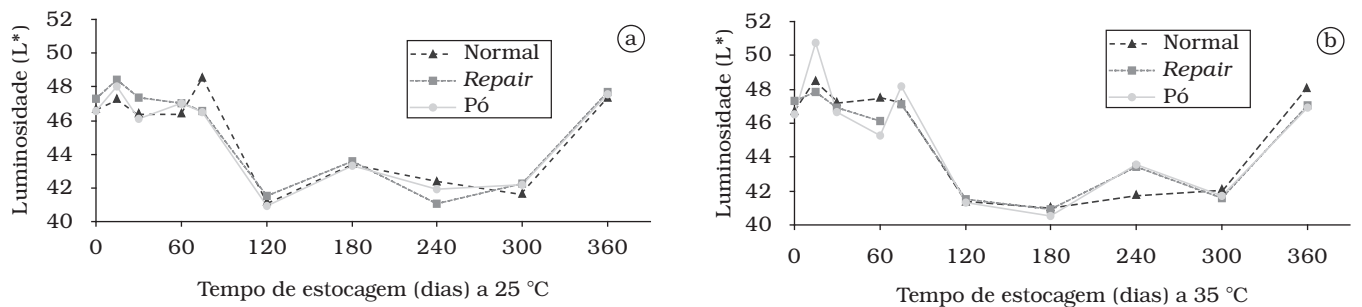 Luminosidade (L*)
52
50
48
46
44
42
40
0 60 120 180 240 300 360
Tempo de estocagem (dias) a 25 °C
Normal
Repair
Pó
a
Luminosidade (L*)
52
50
48
46
44
42
40
0 60 120 180 240 300 360
Tempo de estocagem (dias) a 35 °C
Normal
Repair
Pó
b